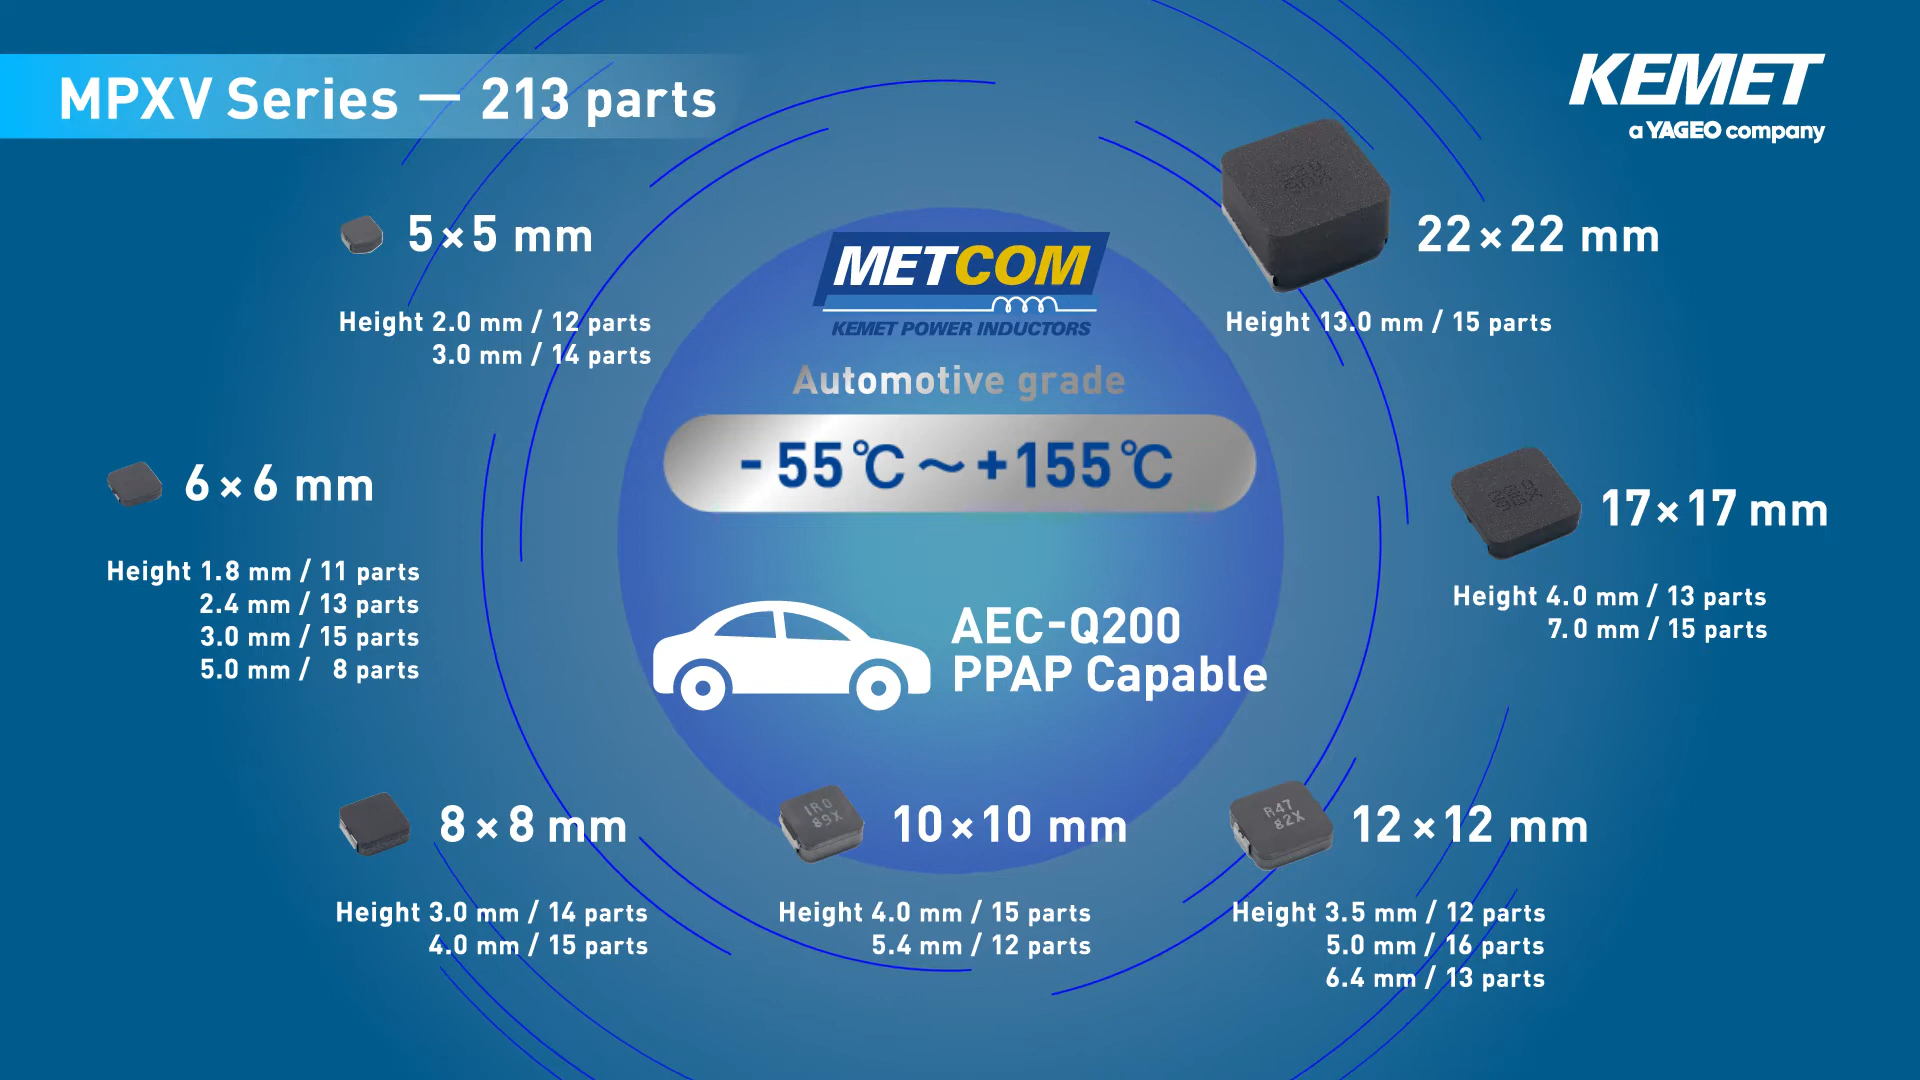 MPXV Series — 213 parts
KEMET
a YAGEO company
5×5 mm
Height 2.0 mm / 12 parts
3.0 mm / 14 parts
METCOM
KEMET POWER INDUCTORS
Automotive grade
-55℃~+155℃
AEC-Q200
PPAP Capable
220
9GX
22×22 mm
Height 13.0 mm / 15 parts
6×6 mm
Height 1.8 mm / 11 parts
2.4 mm / 13 parts
3.0 mm / 15 parts
5.0 mm / 8 parts
220
9GX
17×17 mm
Height 4.0 mm / 13 parts
7.0 mm / 15 parts
8×8 mm
Height 3.0 mm / 14 parts
4.0 mm / 15 parts
1R0
89X
10×10 mm
Height 4.0 mm / 15 parts
5.4 mm / 12 parts
R47
82X
12×12 mm
Height 3.5 mm / 12 parts
5.0 mm / 16 parts
6.4 mm / 13 parts